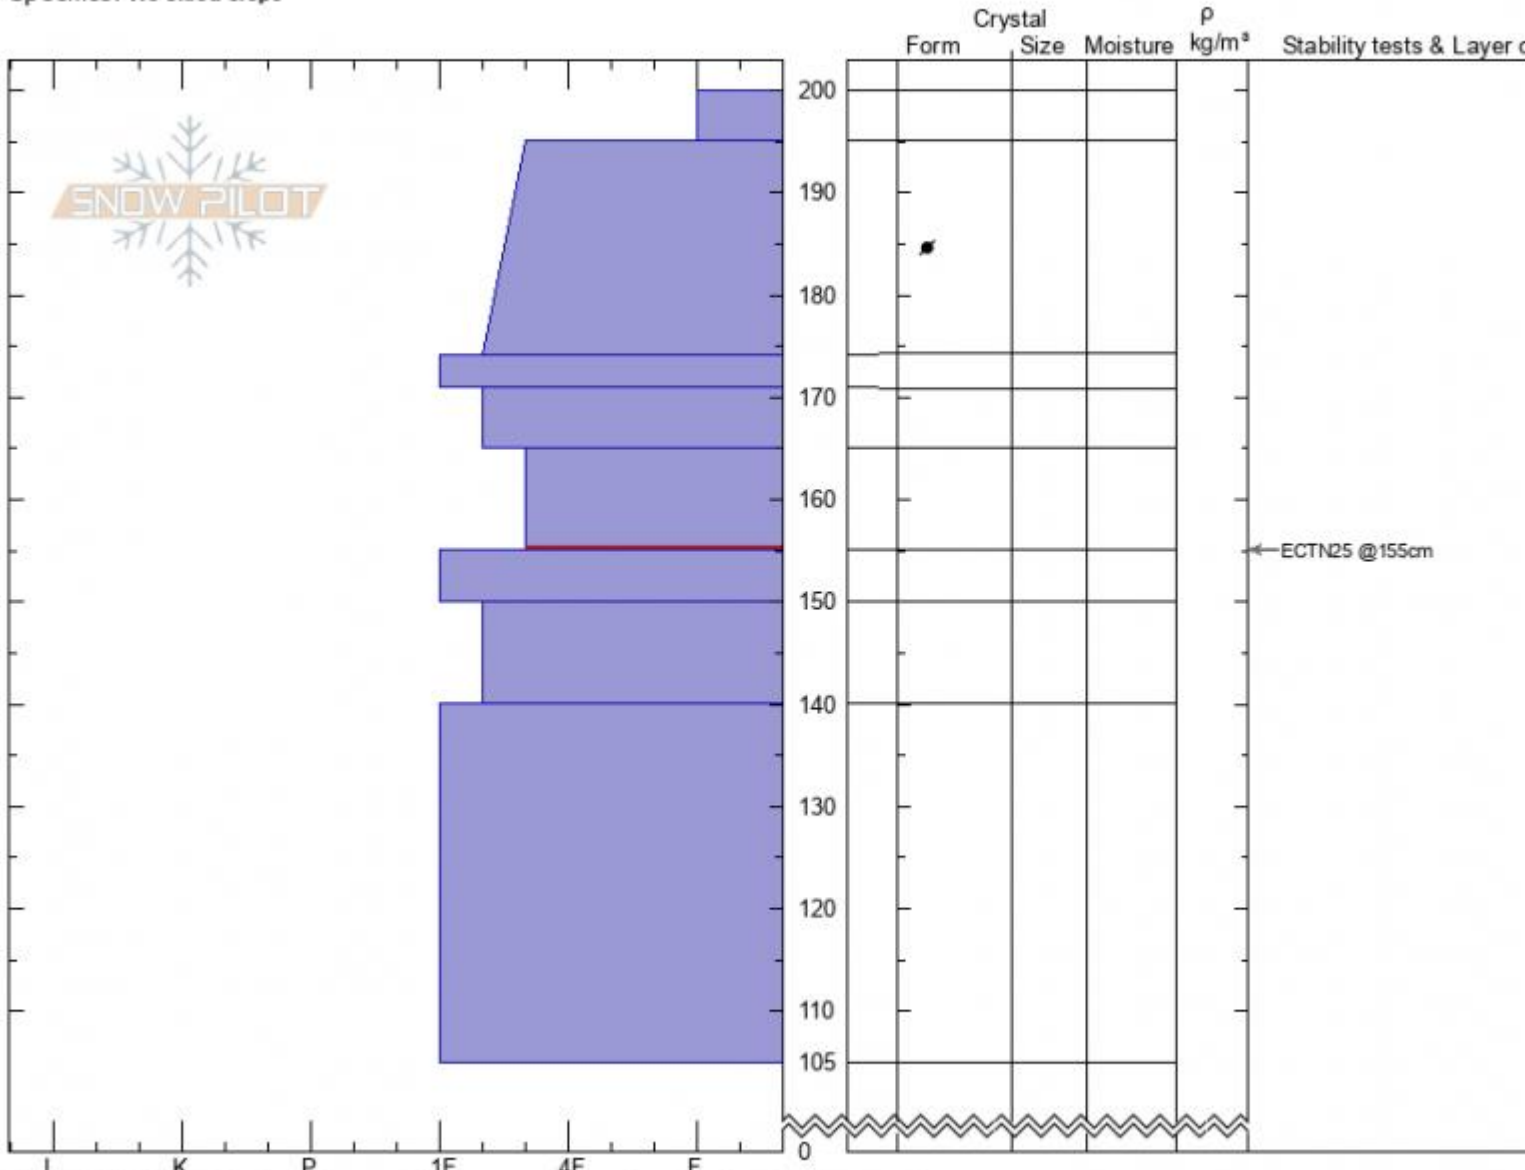 Crystal
ρ
Form Size Moisture kg/m³ Stability tests & Layer
200
SNOW PILOT
190
180
170
160
ECTN25 @155cm
150
140
130
120
110
105
0
I K P 1F 4F F